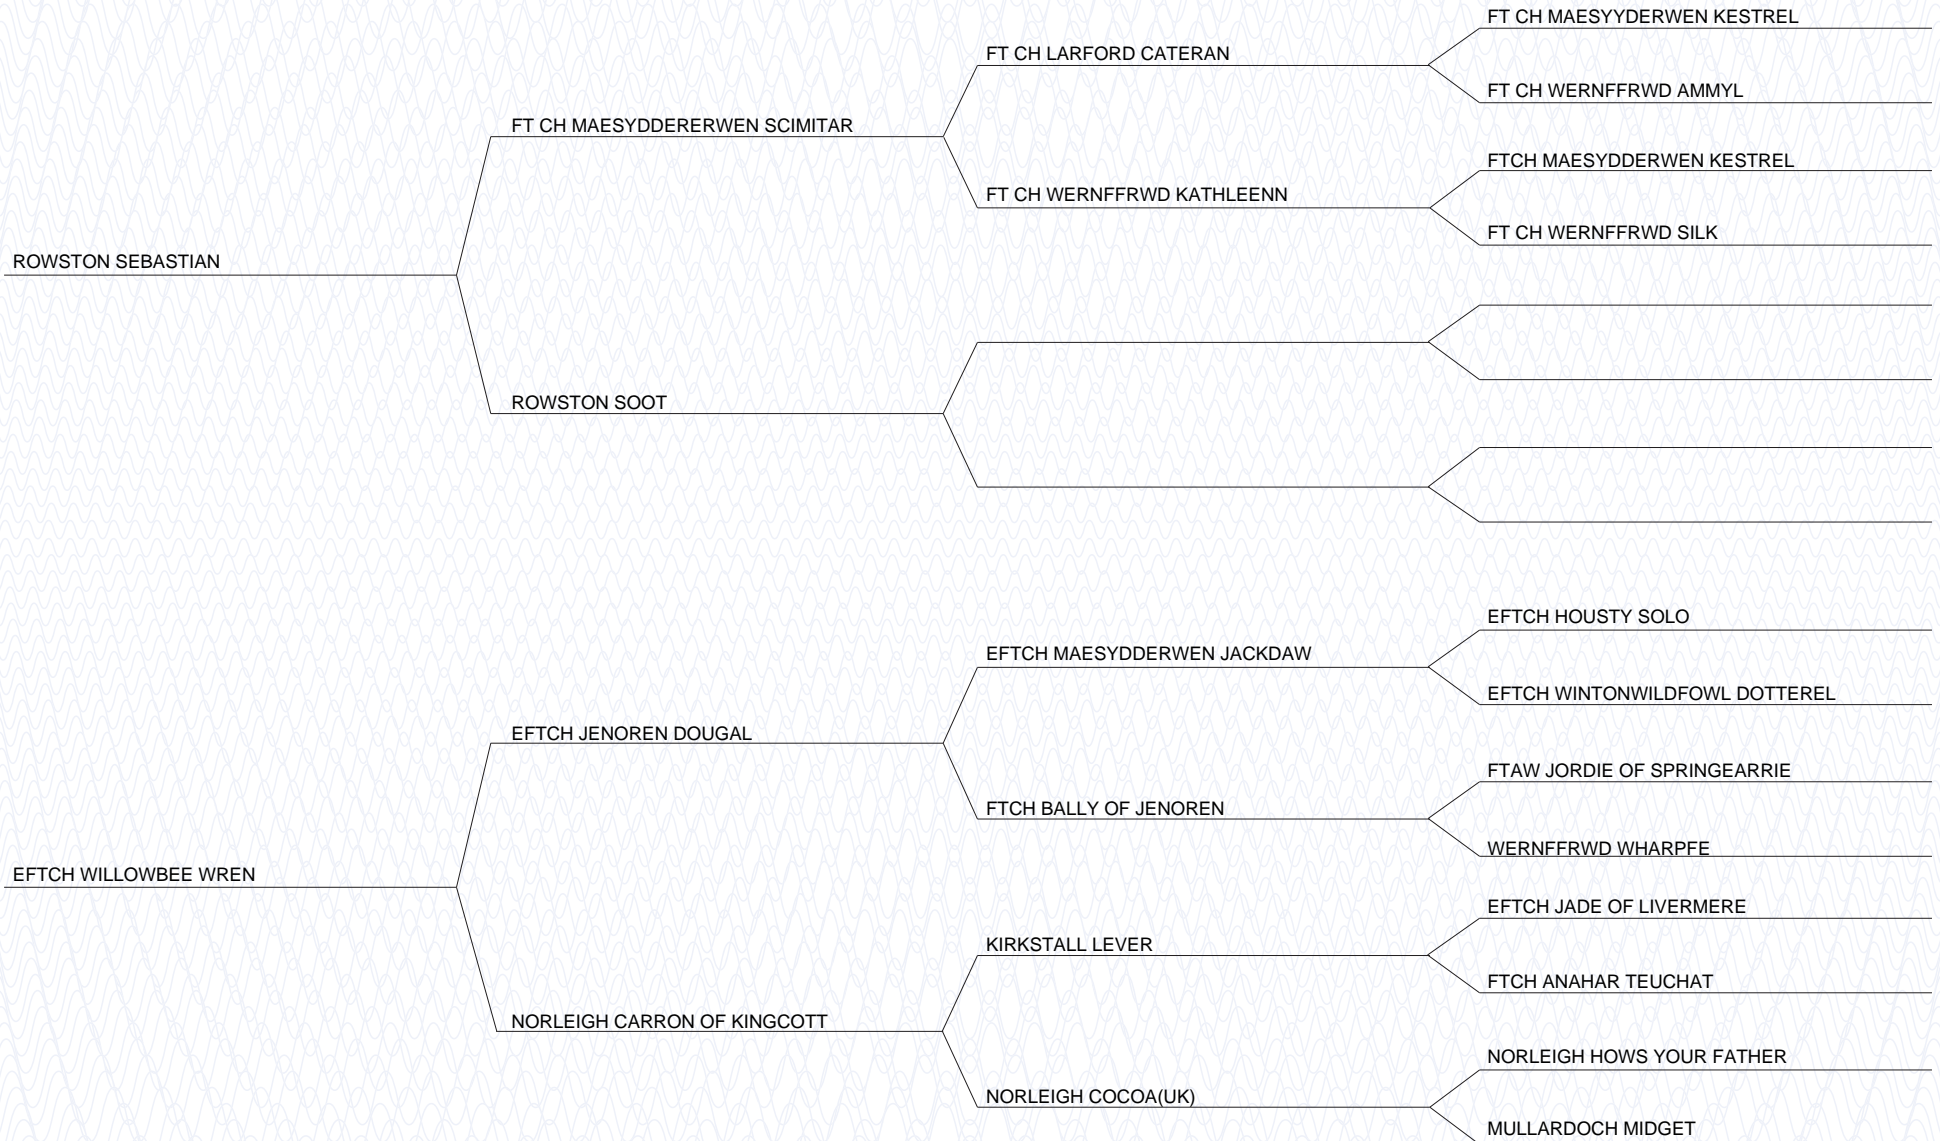 FT CH MAESYYDERWEN KESTREL
FT CH LARFORD CATERAN
FT CH WERNFFRWD AMMYL
FT CH MAESYDDERERWEN SCIMITAR
FTCH MAESYDDERWEN KESTREL
FT CH WERNFFRWD KATHLEENN
FT CH WERNFFRWD SILK
ROWSTON SEBASTIAN
ROWSTON SOOT
EFTCH HOUSTY SOLO
EFTCH MAESYDDERWEN JACKDAW
EFTCH WINTONWILDFOWL DOTTEREL
EFTCH JENOREN DOUGAL
FTAW JORDIE OF SPRINGEARRIE
FTCH BALLY OF JENOREN
WERNFFRWD WHARPFE
EFTCH WILLOWBEE WREN
EFTCH JADE OF LIVERMERE
KIRKSTALL LEVER
FTCH ANAHAR TEUCHAT
NORLEIGH CARRON OF KINGCOTT
NORLEIGH HOWS YOUR FATHER
NORLEIGH COCOA(UK)
MULLARDOCH MIDGET